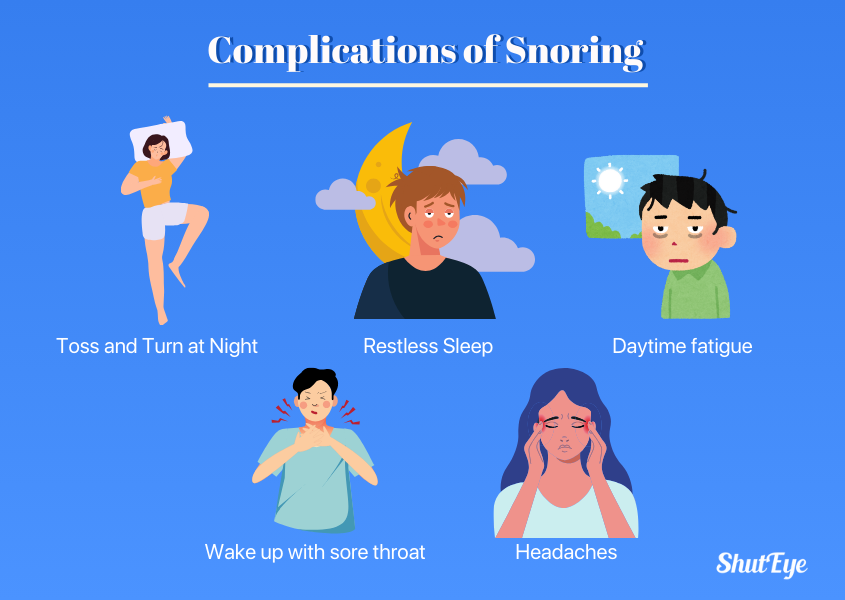 Complications of Snoring
Toss and Turn at Night
Restless Sleep
Daytime fatigue
Wake up with sore throat
Headaches
ShutEye